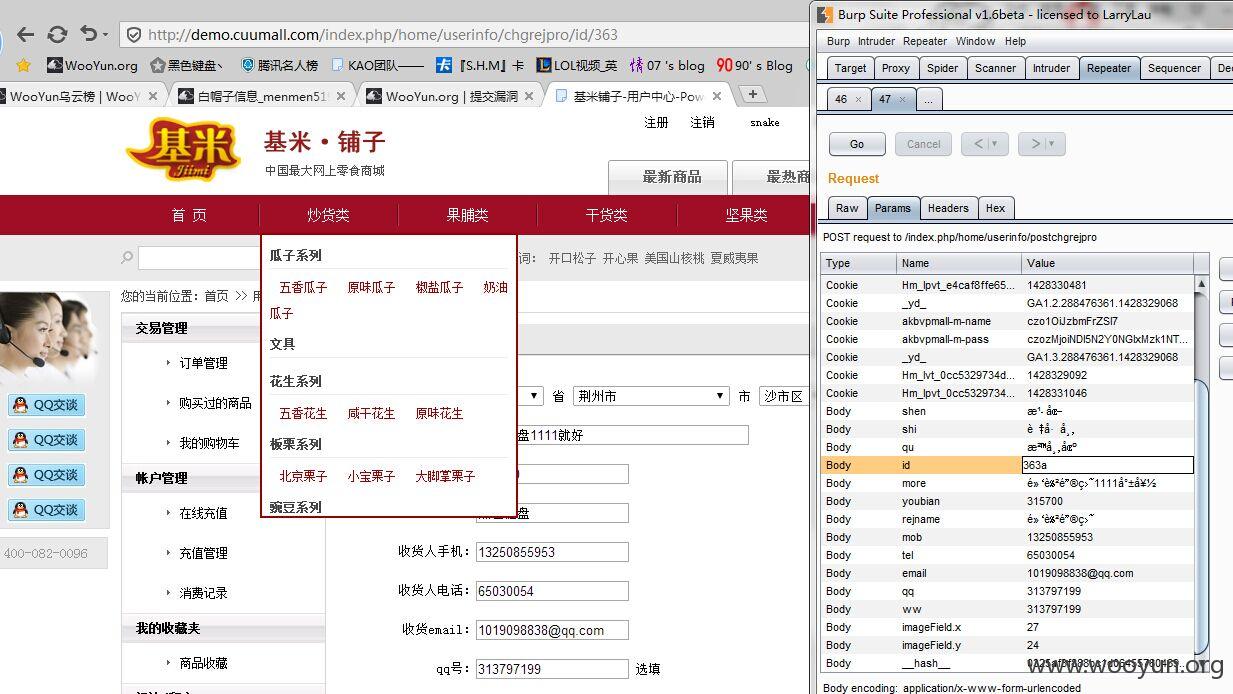 http://demo.cuumall.com/index.php/home/userinfo/chgrejpro/id/363
WooYun.org 黑色键盘丶 腾讯名人榜 KAO团队—— 『S.H.M』卡 LOL视频_英 情 07 's blog 90 90's Blog
WooYun乌云榜 | WooY
白帽子信息_menmen519
WooYun.org | 提交漏洞
基米铺子-用户中心-Pow
基米
Jiimi
基米·铺子
中国最大网上零食商城
注册 注销 snake
最新商品 最热商
首 页 炒货类 果脯类 干货类 坚果类
词: 开口松子 开心果 美国山核桃 夏威夷果
您的当前位置: 首页 >> 用
瓜子系列
五香瓜子 原味瓜子 椒盐瓜子 奶油
瓜子
文具
花生系列
五香花生 咸干花生 原味花生
板栗系列
北京栗子 小宝栗子 大脚掌栗子
豌豆系列
交易管理
订单管理
购买过的商品
我的购物车
帐户管理
在线充值
充值管理
消费记录
我的收藏夹
商品收藏
QQ交谈
QQ交谈
QQ交谈
QQ交谈
400-082-0096
省 荆州市 市 沙市区
盘1111就好
收货人手机: 13250855953
收货人电话: 65030054
收货email: 1019098838@qq.com
qq号: 313797199 选填
Burp Suite Professional v1.6beta - licensed to LarryLau
Burp Intruder Repeater Window Help
Target Proxy Spider Scanner Intruder Repeater Sequencer De
46 × 47 × ...
Go Cancel < >
Request
Raw Params Headers Hex
POST request to /index.php/home/userinfo/postchgrejpro
Type Name Value
Cookie Hm_lpvt_e4caf8ffe65... 1428330481
Cookie _yd_ GA1.2.288476361.1428329068
Cookie akbvpmall-m-name czo1OiJzbmFrZSI7
Cookie akbvpmall-m-pass czozMjoiNDI5N2Y0NGIxMzk1NT...
Cookie _yd_ GA1.3.288476361.1428329068
Cookie Hm_lvt_0cc5329734d... 1428329092
Cookie Hm_lpvt_0cc5329734... 1428331046
Body shen
Body shi
Body qu
Body id 363a
Body more
Body youbian 315700
Body rejname
Body mob 13250855953
Body tel 65030054
Body email 1019098838@qq.com
Body qq 313797199
Body ww 313797199
Body imageField.x 27
Body imageField.y 24
Body __hash__
www.wooyun.org
Body encoding: application/x-www-form-urlencoded